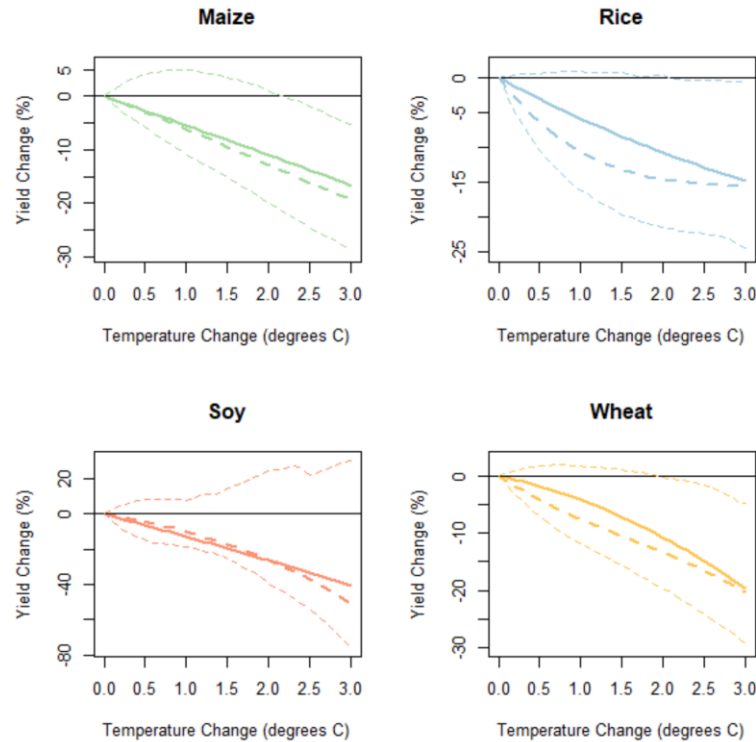 Maize
Yield Change (%)
5
0
-10
-20
-30
0.0 0.5 1.0 1.5 2.0 2.5 3.0
Temperature Change (degrees C)
Rice
Yield Change (%)
0
-5
-15
-25
0.0 0.5 1.0 1.5 2.0 2.5 3.0
Temperature Change (degrees C)
Soy
Yield Change (%)
20
0
-40
-80
0.0 0.5 1.0 1.5 2.0 2.5 3.0
Temperature Change (degrees C)
Wheat
Yield Change (%)
0
-10
-20
-30
0.0 0.5 1.0 1.5 2.0 2.5 3.0
Temperature Change (degrees C)